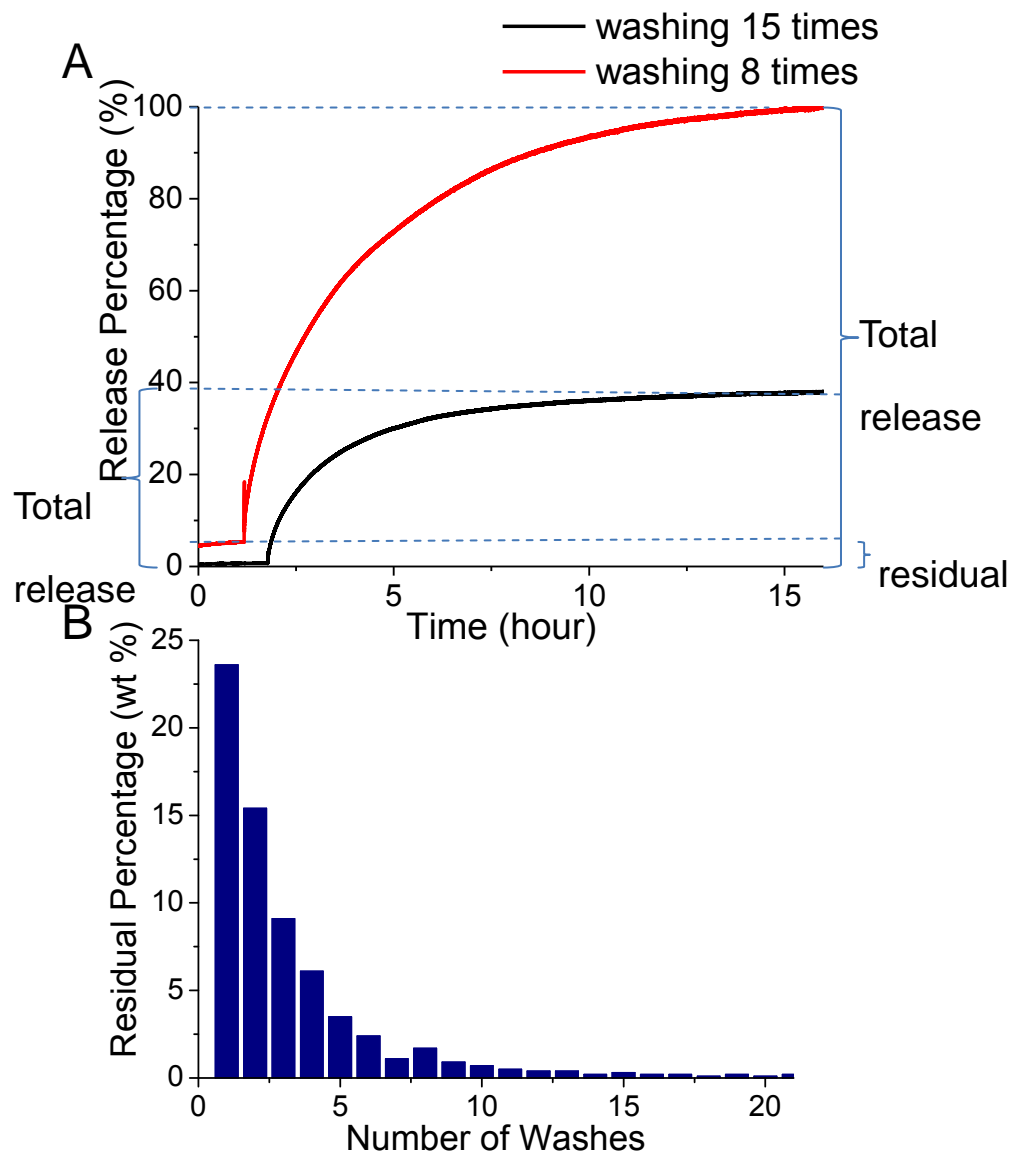 washing 15 times
washing 8 times
A
Release Percentage (%)
100
80
60
40
20
0
0
5
10
15
Time (hour)
Total
release
Total
release
residual
B
Residual Percentage (wt %)
25
20
15
10
5
0
0
5
10
15
20
Number of Washes